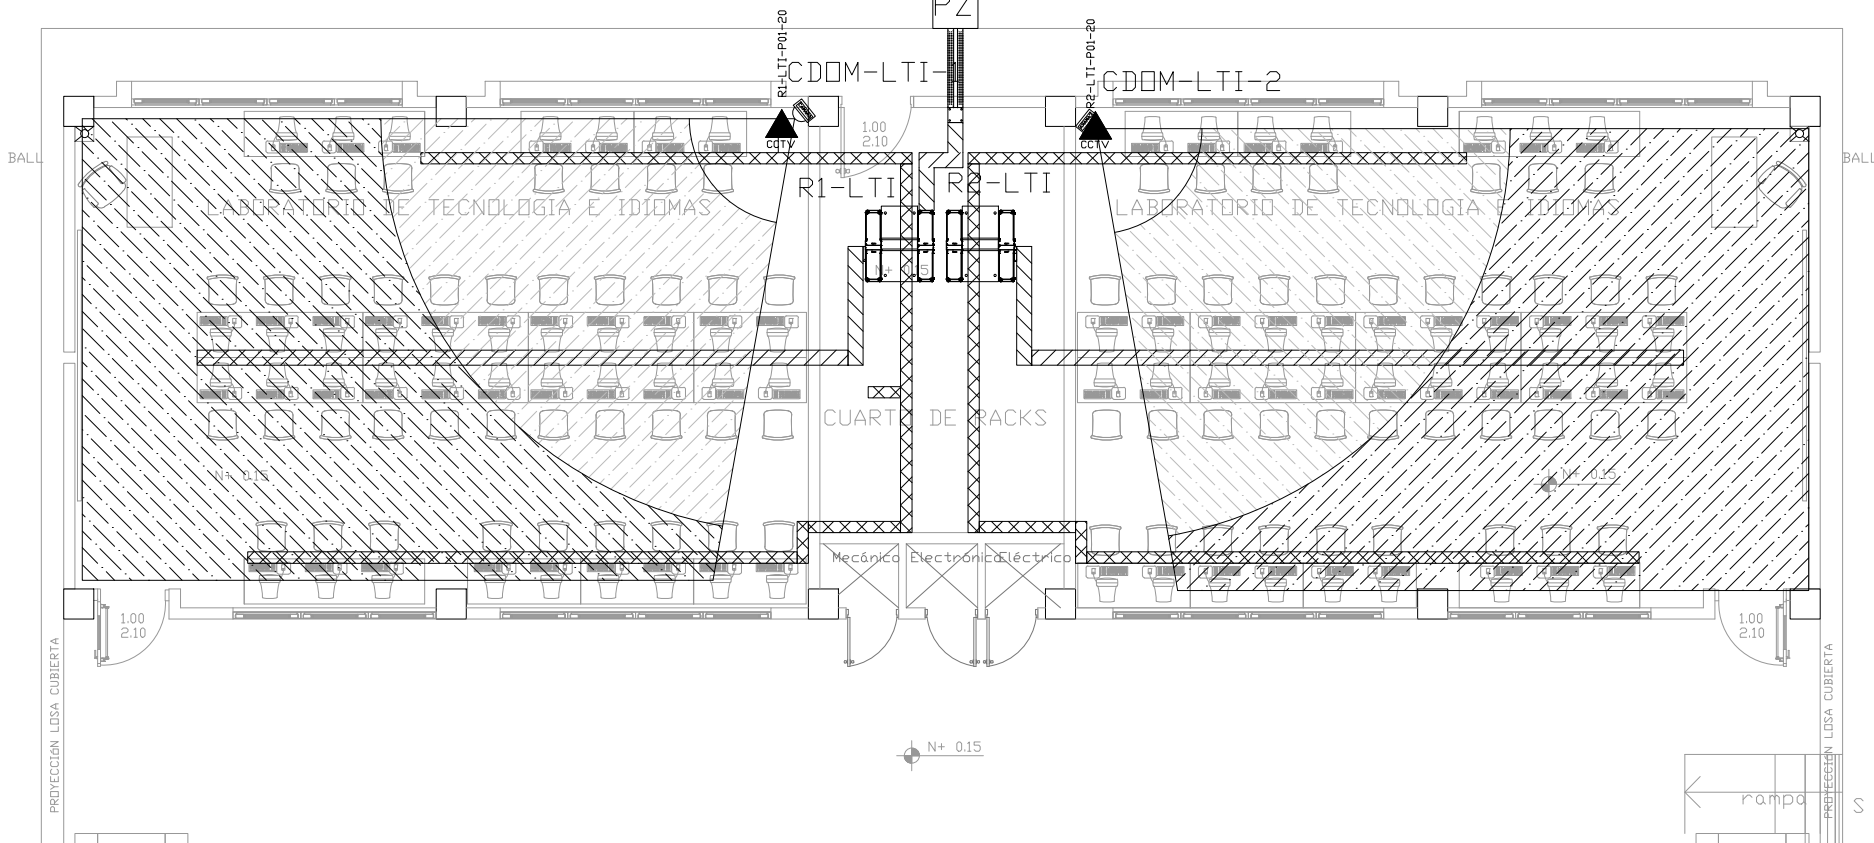 PZ
R1-LTI-P01-20
CDOM-LTI-
R2-LTI-P01-20
CDOM-LTI-2
1.00
2.10
CCTV
CCTV
BALL
BALL
R1-LTI
R2-LTI
LABORATORIO DE TECNOLOGIA E IDIOMAS
LABORATORIO DE TECNOLOGIA E IDIOMAS
N+ 0.15
CUARTO DE RACKS
N+ 0.15
N+ 0.15
Mecánico
Electrónico
Eléctrico
1.00
2.10
1.00
2.10
PROYECCIÓN LOSA CUBIERTA
PROYECCIÓN LOSA CUBIERTA
N+ 0.15
rampa
S